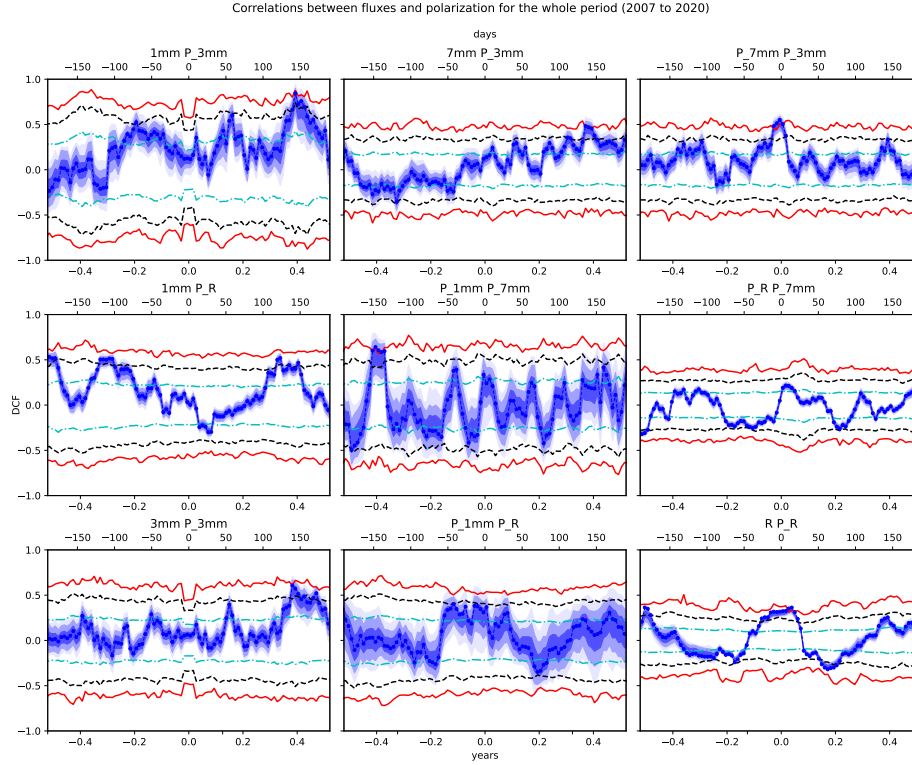 Correlations between fluxes and polarization for the whole period (2007 to 2020)
days
1mm P_3mm
7mm P_3mm
P_7mm P_3mm
−150 −100 −50 0 50 100 150
−150 −100 −50 0 50 100 150
−150 −100 −50 0 50 100 150
1.0
0.5
0.0
−0.5
−1.0
−0.4 −0.2 0.0 0.2 0.4
−0.4 −0.2 0.0 0.2 0.4
−0.4 −0.2 0.0 0.2 0.4
1mm P_R
P_1mm P_7mm
P_R P_7mm
−150 −100 −50 0 50 100 150
−150 −100 −50 0 50 100 150
−150 −100 −50 0 50 100 150
DCF
1.0
0.5
0.0
−0.5
−1.0
−0.4 −0.2 0.0 0.2 0.4
−0.4 −0.2 0.0 0.2 0.4
−0.4 −0.2 0.0 0.2 0.4
3mm P_3mm
P_1mm P_R
R P_R
−150 −100 −50 0 50 100 150
−150 −100 −50 0 50 100 150
−150 −100 −50 0 50 100 150
1.0
0.5
0.0
−0.5
−1.0
−0.4 −0.2 0.0 0.2 0.4
−0.4 −0.2 0.0 0.2 0.4
−0.4 −0.2 0.0 0.2 0.4
years